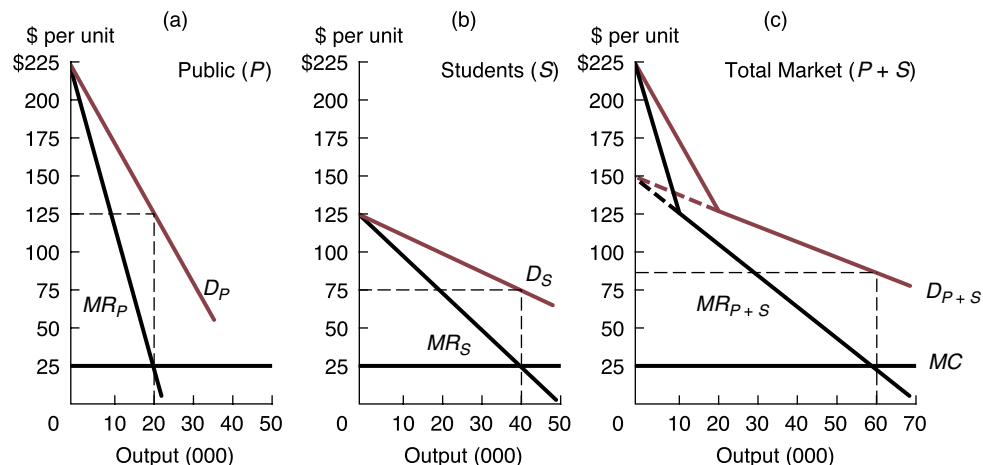 (a)
$ per unit
Public (P)
$225
200
175
150
125
100
75
50
25
0
10 20 30 40 50
Output (000)
D_P
MR_P
(b)
$ per unit
Students (S)
$225
200
175
150
125
100
75
50
25
0
10 20 30 40 50
Output (000)
D_S
MR_S
(c)
$ per unit
Total Market (P + S)
$225
200
175
150
125
100
75
50
25
0
10 20 30 40 50 60 70
Output (000)
D_P + S
MR_P + S
MC